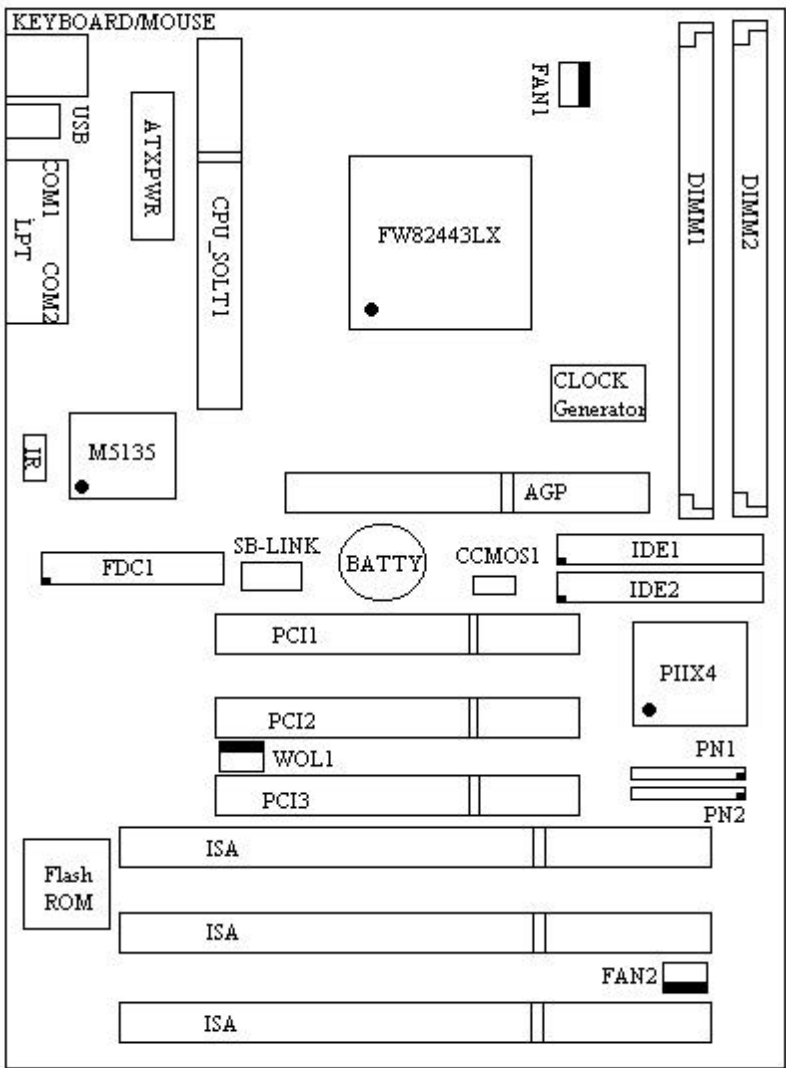 KEYBOARD/MOUSE
USB
ATXPWR
FAN1
COM1
LPT
COM2
CPU_SOLT1
FW82443LX
DIMM1
DIMM2
CLOCK
Generator
IR
M5135
AGP
FDC1
SB-LINK
BATTY
CCMOS1
IDE1
IDE2
PCI1
PIIX4
PCI2
WOL1
PN1
PCI3
PN2
ISA
Flash
ROM
ISA
FAN2
ISA